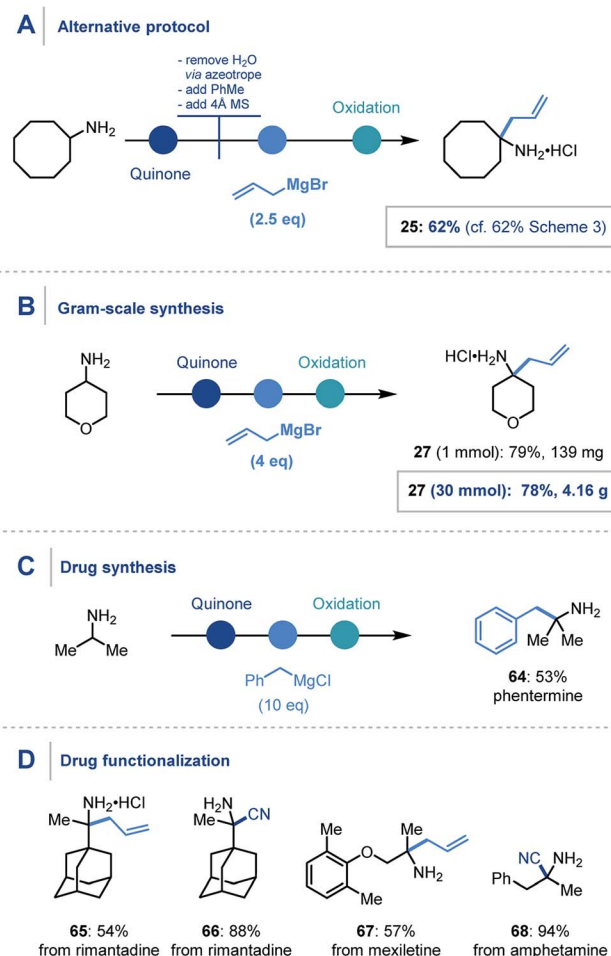 A Alternative protocol
- remove H2O
via azeotrope
- add PhMe
- add 4Å MS
Oxidation
NH2
Quinone
MgBr
(2.5 eq)
NH2•HCl
25: 62% (cf. 62% Scheme 3)
B Gram-scale synthesis
NH2
O
Quinone
Oxidation
MgBr
(4 eq)
HCl•H2N
O
27 (1 mmol): 79%, 139 mg
27 (30 mmol): 78%, 4.16 g
C Drug synthesis
NH2
Me Me
Quinone
Oxidation
Ph MgCl
(10 eq)
NH2
Me Me
64: 53%
phentermine
D Drug functionalization
NH2•HCl
Me
65: 54%
from rimantadine
H2N
Me CN
66: 88%
from rimantadine
Me
O
Me
Me
NH2
67: 57%
from mexiletine
NC NH2
Ph Me
68: 94%
from amphetamine